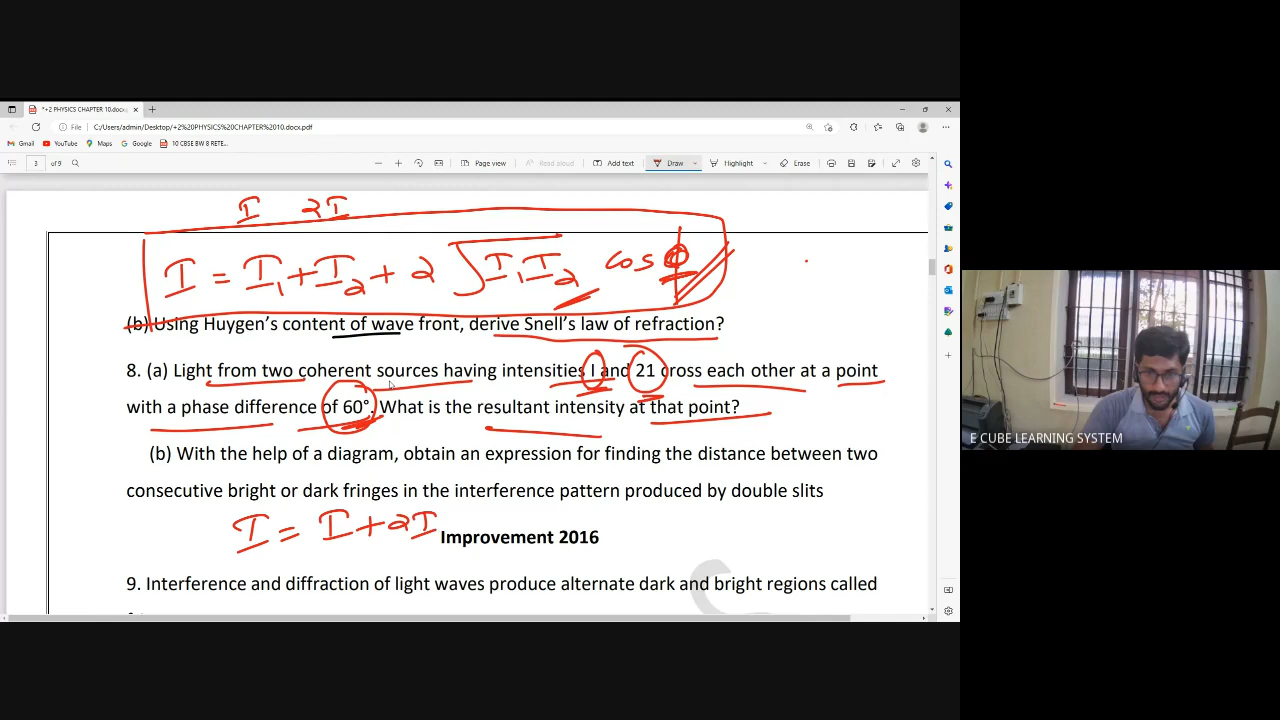 *+2 PHYSICS CHAPTER 10.docx.p
File C:/Users/admin/Desktop/+2%20PHYSICS%20CHAPTER%2010.docx.pdf
Gmail YouTube Maps Google 10 CBSE BW 8 RETE...
3 of 9 Page view Read aloud Add text Draw Highlight Erase
I 2I
I = I1 + I2 + 2 √I1I2 cos ϕ
(b) Using Huygen's content of wave front, derive Snell's law of refraction?
8. (a) Light from two coherent sources having intensities I and 21 cross each other at a point
with a phase difference of 60°. What is the resultant intensity at that point?
(b) With the help of a diagram, obtain an expression for finding the distance between two
consecutive bright or dark fringes in the interference pattern produced by double slits
I = I + 2I
Improvement 2016
9. Interference and diffraction of light waves produce alternate dark and bright regions called
E CUBE LEARNING SYSTEM